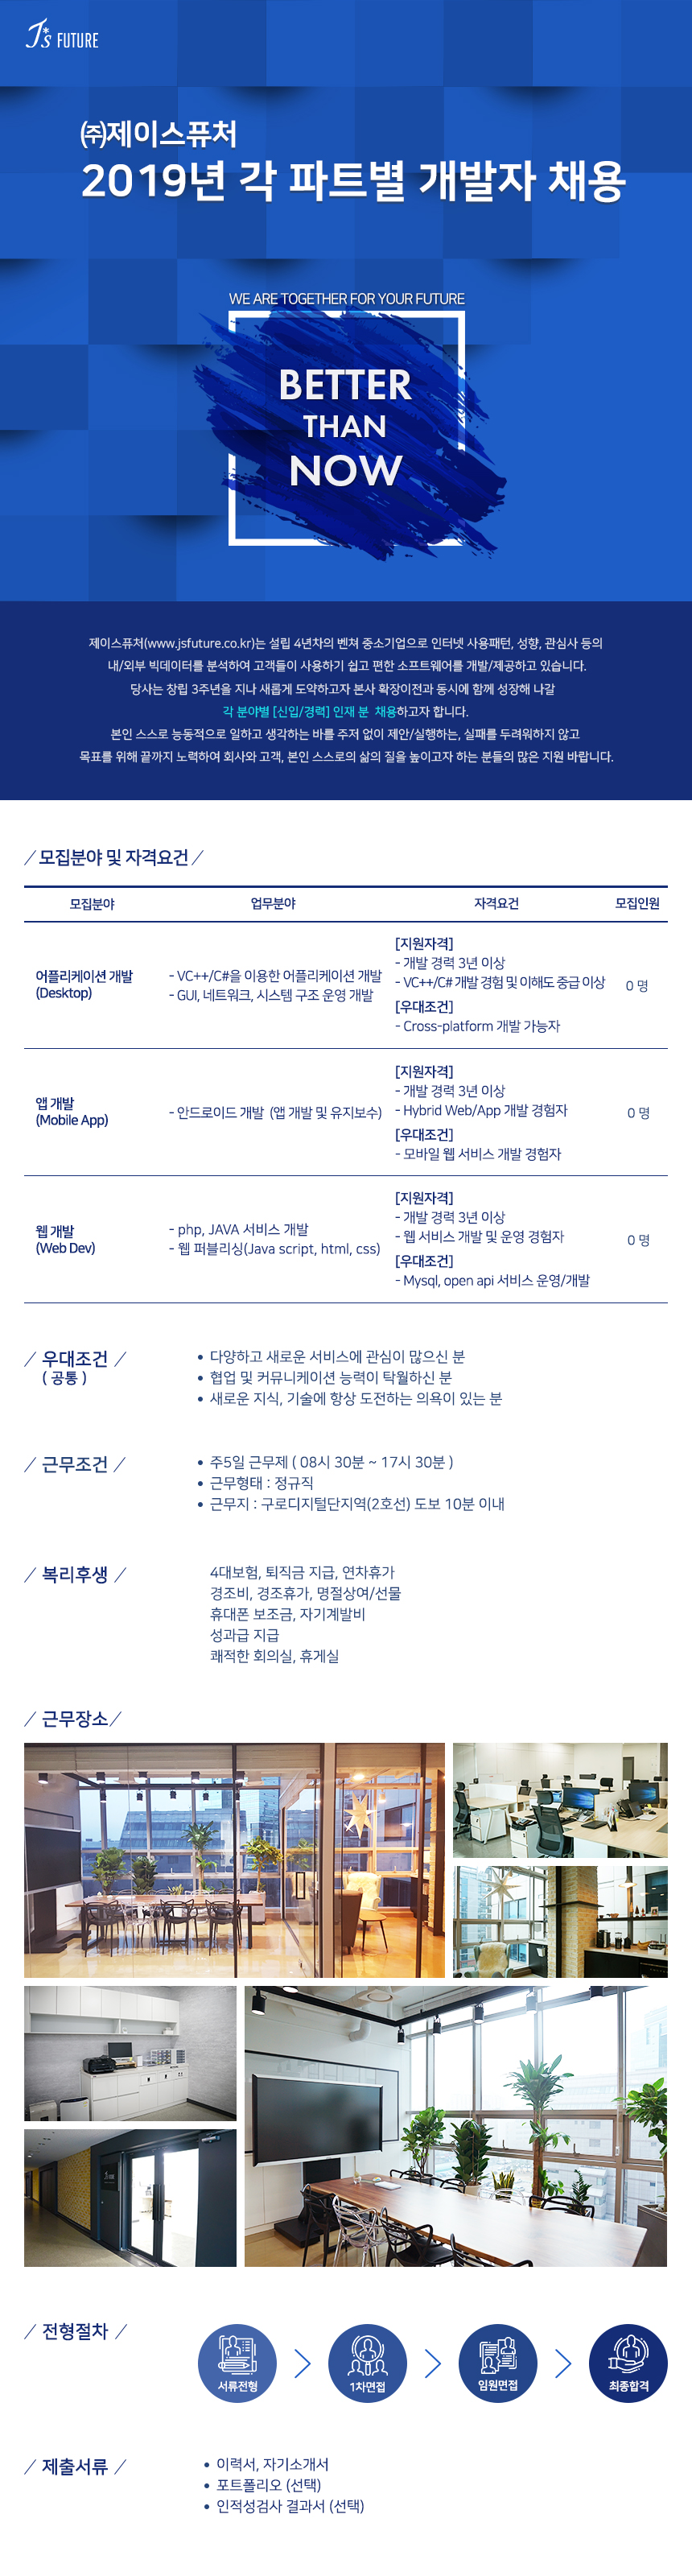 J*s FUTURE
㈜제이스퓨처
2019년 각 파트별 개발자 채용
WE ARE TOGETHER FOR YOUR FUTURE
BETTER
THAN
NOW
제이스퓨처(www.jsfuture.co.kr)는 설립 4년차의 벤쳐 중소기업으로 인터넷 사용패턴, 성향, 관심사 등의
내/외부 빅데이터를 분석하여 고객들이 사용하기 쉽고 편한 소프트웨어를 개발/제공하고 있습니다.
당사는 창립 3주년을 지나 새롭게 도약하고자 본사 확장이전과 동시에 함께 성장해 나갈
각 분야별 [신입/경력] 인재 분 채용하고자 합니다.
본인 스스로 능동적으로 일하고 생각하는 바를 주저 없이 제안/실행하는, 실패를 두려워하지 않고
목표를 위해 끝까지 노력하여 회사와 고객, 본인 스스로의 삶의 질을 높이고자 하는 분들의 많은 지원 바랍니다.
/ 모집분야 및 자격요건 /
모집분야 업무분야 자격요건 모집인원
어플리케이션 개발
(Desktop)
- VC++/C#을 이용한 어플리케이션 개발
- GUI, 네트워크, 시스템 구조 운영 개발
[지원자격]
- 개발 경력 3년 이상
- VC++/C# 개발 경험 및 이해도 중급 이상
[우대조건]
- Cross-platform 개발 가능자
0 명
앱 개발
(Mobile App)
- 안드로이드 개발 (앱 개발 및 유지보수)
[지원자격]
- 개발 경력 3년 이상
- Hybrid Web/App 개발 경험자
[우대조건]
- 모바일 웹 서비스 개발 경험자
0 명
웹 개발
(Web Dev)
- php, JAVA 서비스 개발
- 웹 퍼블리싱(Java script, html, css)
[지원자격]
- 개발 경력 3년 이상
- 웹 서비스 개발 및 운영 경험자
[우대조건]
- Mysql, open api 서비스 운영/개발
0 명
/ 우대조건 /
( 공통 )
• 다양하고 새로운 서비스에 관심이 많으신 분
• 협업 및 커뮤니케이션 능력이 탁월하신 분
• 새로운 지식, 기술에 항상 도전하는 의욕이 있는 분
/ 근무조건 /
• 주5일 근무제 ( 08시 30분 ~ 17시 30분 )
• 근무형태 : 정규직
• 근무지 : 구로디지털단지역(2호선) 도보 10분 이내
/ 복리후생 /
4대보험, 퇴직금 지급, 연차휴가
경조비, 경조휴가, 명절상여/선물
휴대폰 보조금, 자기계발비
성과급 지급
쾌적한 회의실, 휴게실
/ 근무장소 /
/ 전형절차 /
서류전형
1차면접
임원면접
최종합격
/ 제출서류 /
• 이력서, 자기소개서
• 포트폴리오 (선택)
• 인적성검사 결과서 (선택)